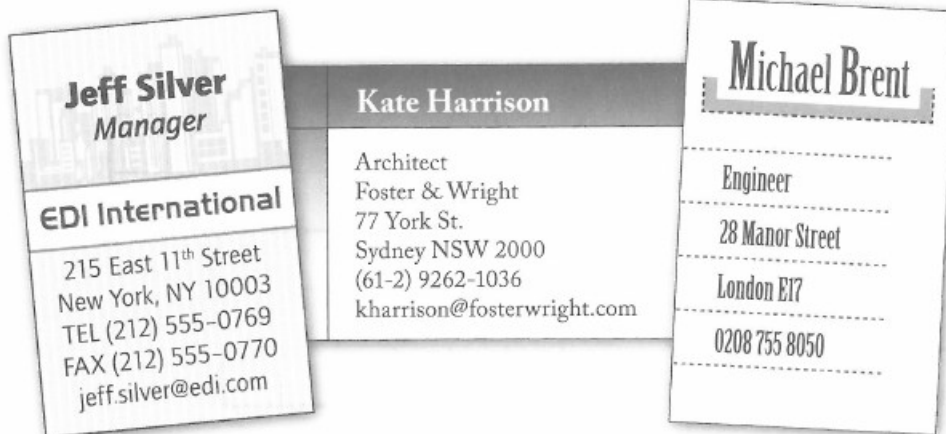 Jeff Silver
Manager
EDI International
215 East 11th Street
New York, NY 10003
TEL (212) 555-0769
FAX (212) 555-0770
jeff.silver@edi.com
Kate Harrison
Architect
Foster & Wright
77 York St.
Sydney NSW 2000
(61-2) 9262-1036
kharrison@fosterwright.com
Michael Brent
Engineer
28 Manor Street
London E17
0208 755 8050